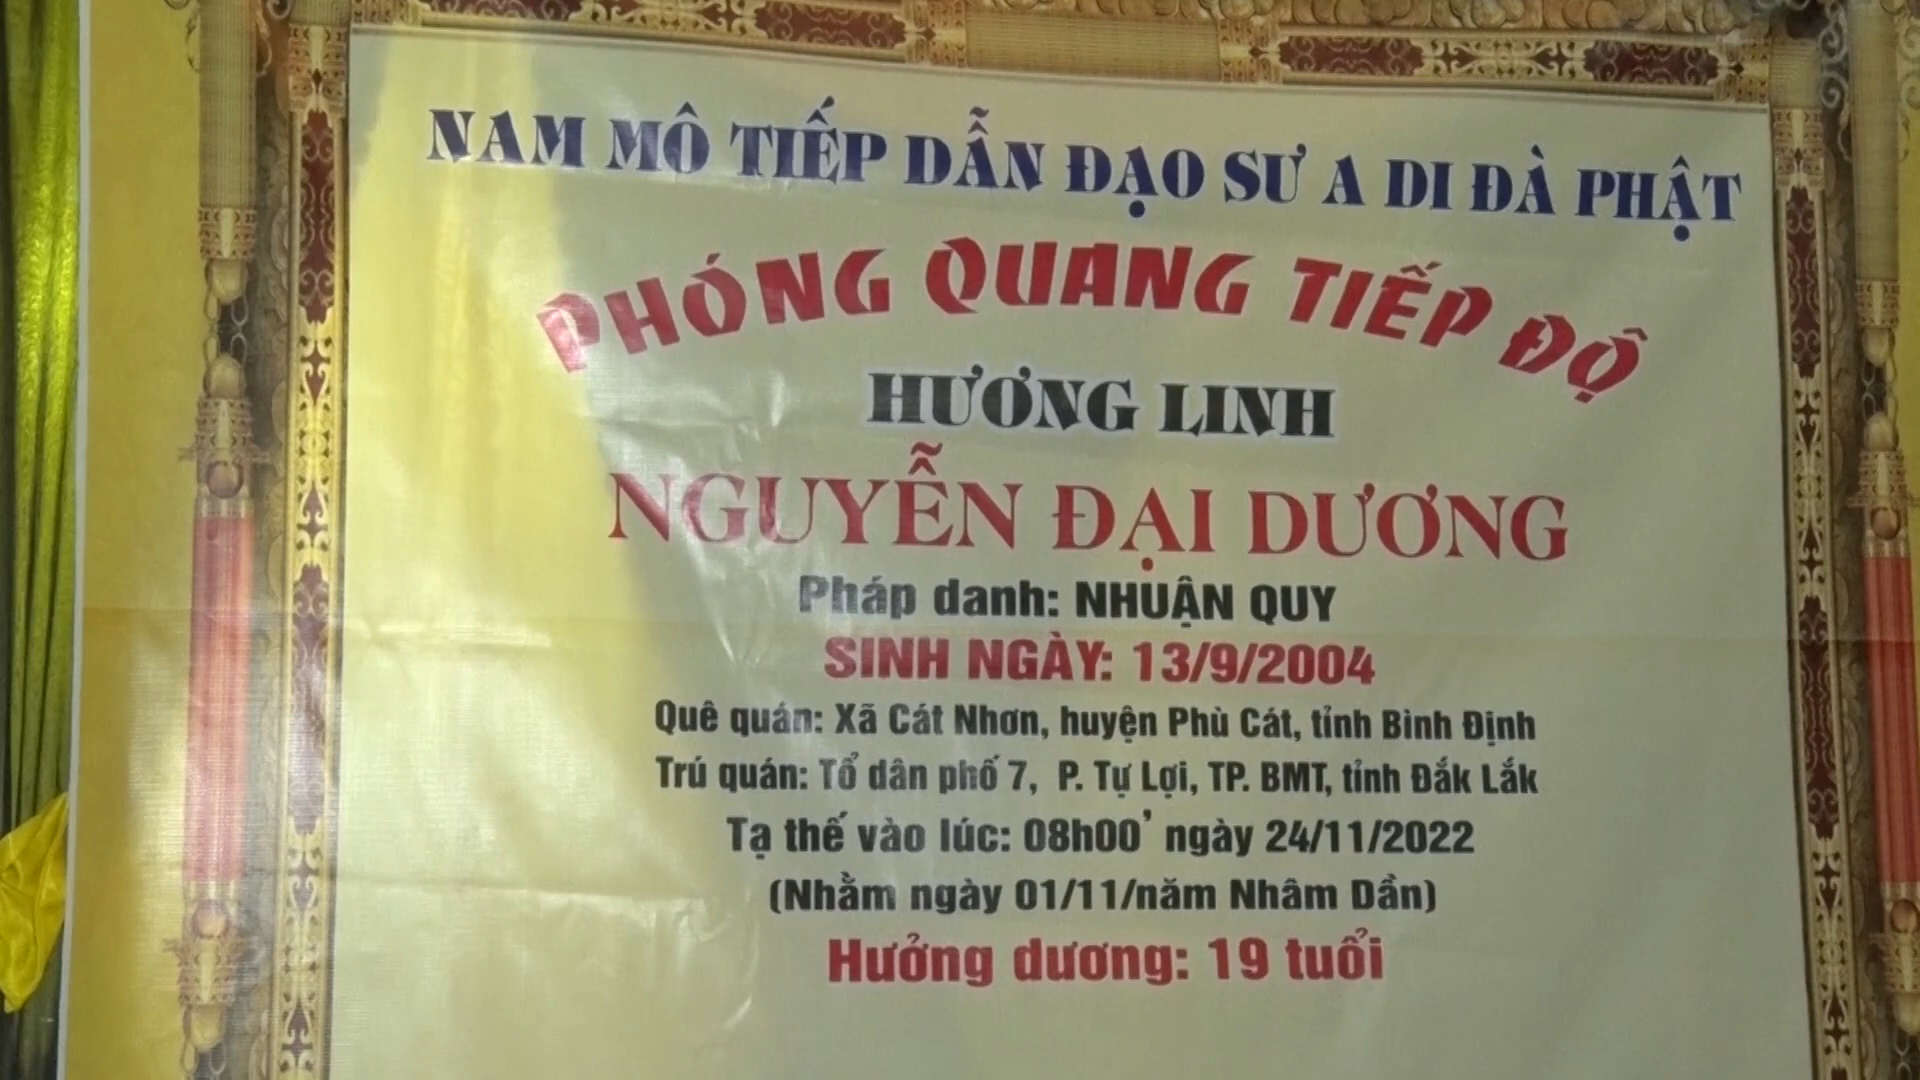 NAM MÔ TIẾP DẪN ĐẠO SƯ A DI ĐÀ PHẬT
PHÓNG QUANG TIẾP ĐỘ
HƯƠNG LINH
NGUYỄN ĐẠI DƯƠNG
Pháp danh: NHUẬN QUY
SINH NGÀY: 13/9/2004
Quê quán: Xã Cát Nhơn, huyện Phù Cát, tỉnh Bình Định
Trú quán: Tổ dân phố 7, P. Tự Lợi, TP. BMT, tỉnh Đắk Lắk
Tạ thế vào lúc: 08h00' ngày 24/11/2022
(Nhằm ngày 01/11/năm Nhâm Dần)
Hưởng dương: 19 tuổi